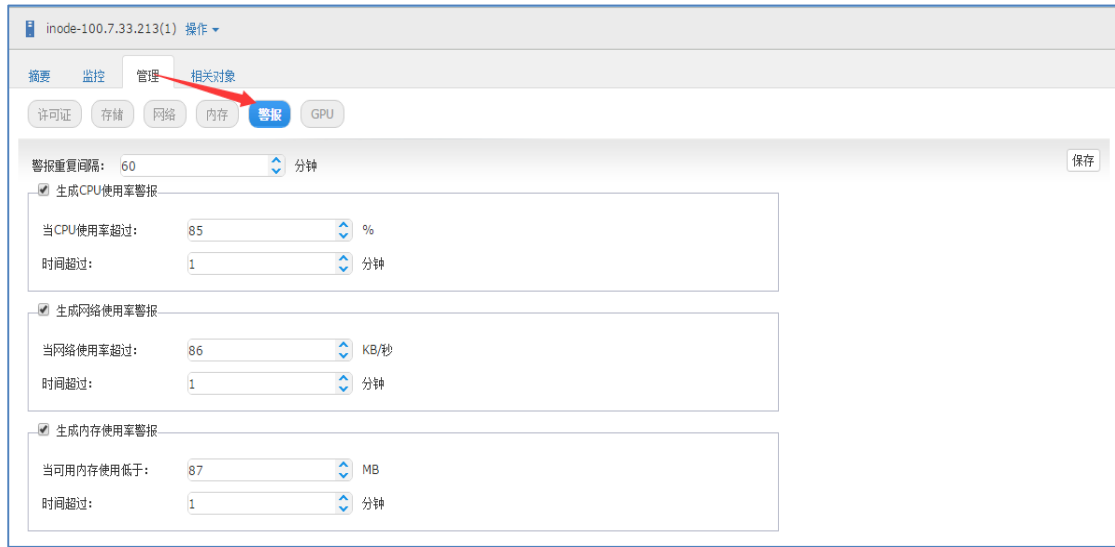 inode-100.7.33.213(1) 操作
摘要 监控 管理 相关对象
许可证 存储 网络 内存 警报 GPU
警报重复间隔: 60 分钟 保存
生成CPU使用率警报
当CPU使用率超过: 85 %
时间超过: 1 分钟
生成网络使用率警报
当网络使用率超过: 86 KB/秒
时间超过: 1 分钟
生成内存使用率警报
当可用内存使用低于: 87 MB
时间超过: 1 分钟